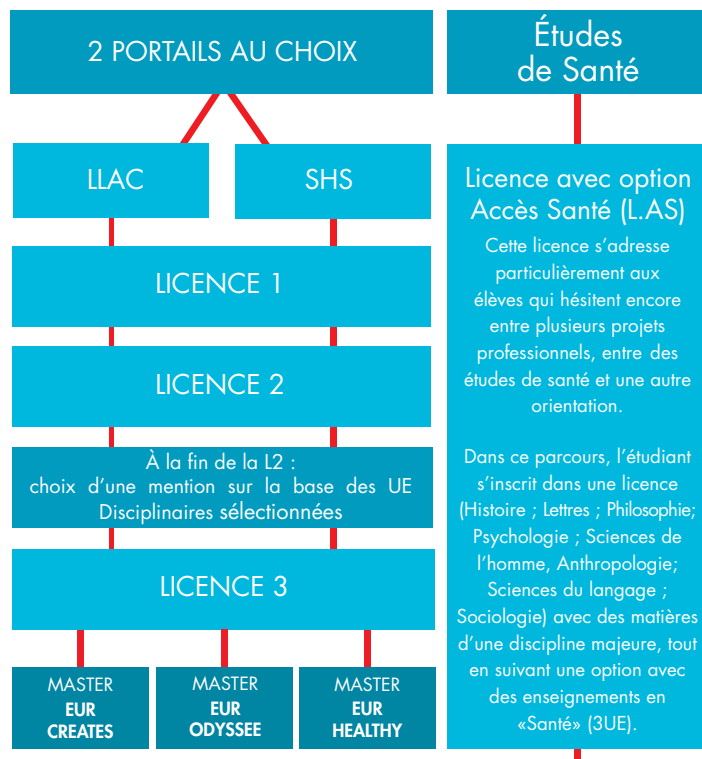 2 PORTAILS AU CHOIX
LLAC
SHS
LICENCE 1
LICENCE 2
À la fin de la L2 :
choix d'une mention sur la base des UE
Disciplinaires sélectionnées
LICENCE 3
MASTER
EUR
CREATES
MASTER
EUR
ODYSSEE
MASTER
EUR
HEALTHY
Études
de Santé
Licence avec option
Accès Santé (L.AS)
Cette licence s'adresse
particulièrement aux
élèves qui hésitent encore
entre plusieurs projets
professionnels, entre des
études de santé et une autre
orientation.
Dans ce parcours, l'étudiant
s'inscrit dans une licence
(Histoire ; Lettres ; Philosophie;
Psychologie ; Sciences de
l'homme, Anthropologie;
Sciences du langage ;
Sociologie) avec des matières
d'une discipline majeure, tout
en suivant une option avec
des enseignements en
«Santé» (3UE).